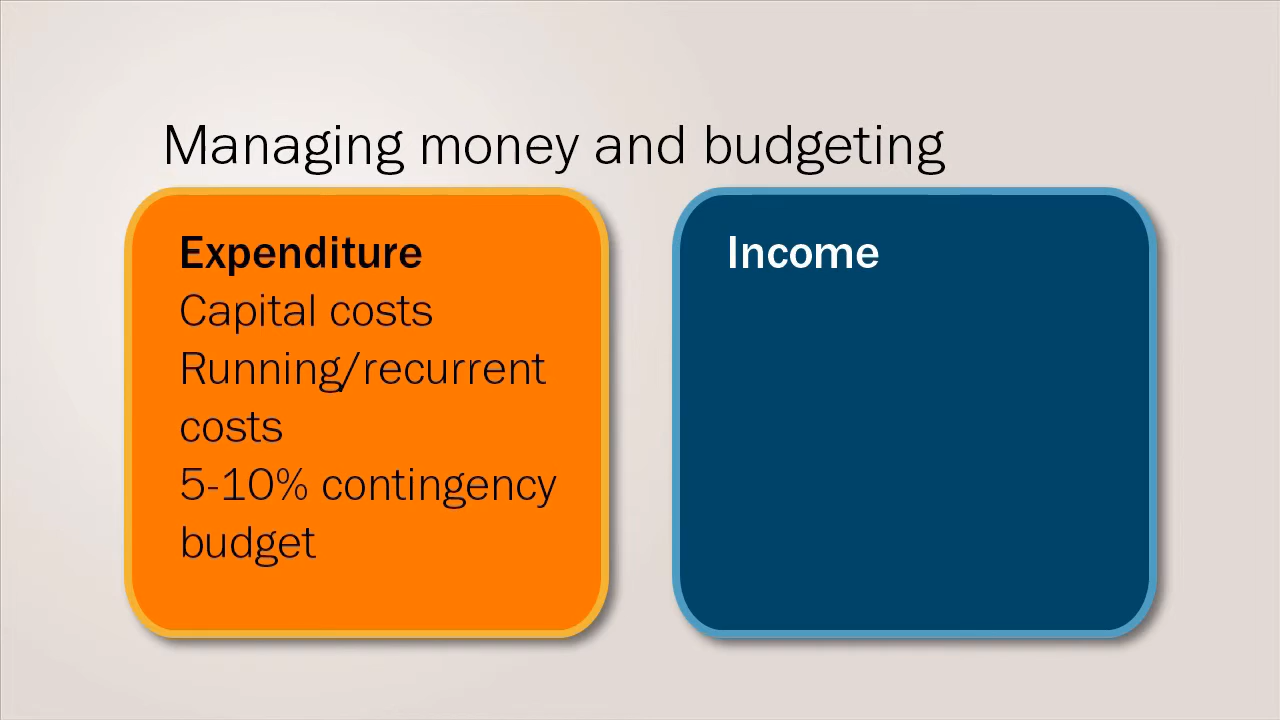 Managing money and budgeting
Expenditure
Capital costs
Running/recurrent
costs
5-10% contingency
budget
Income